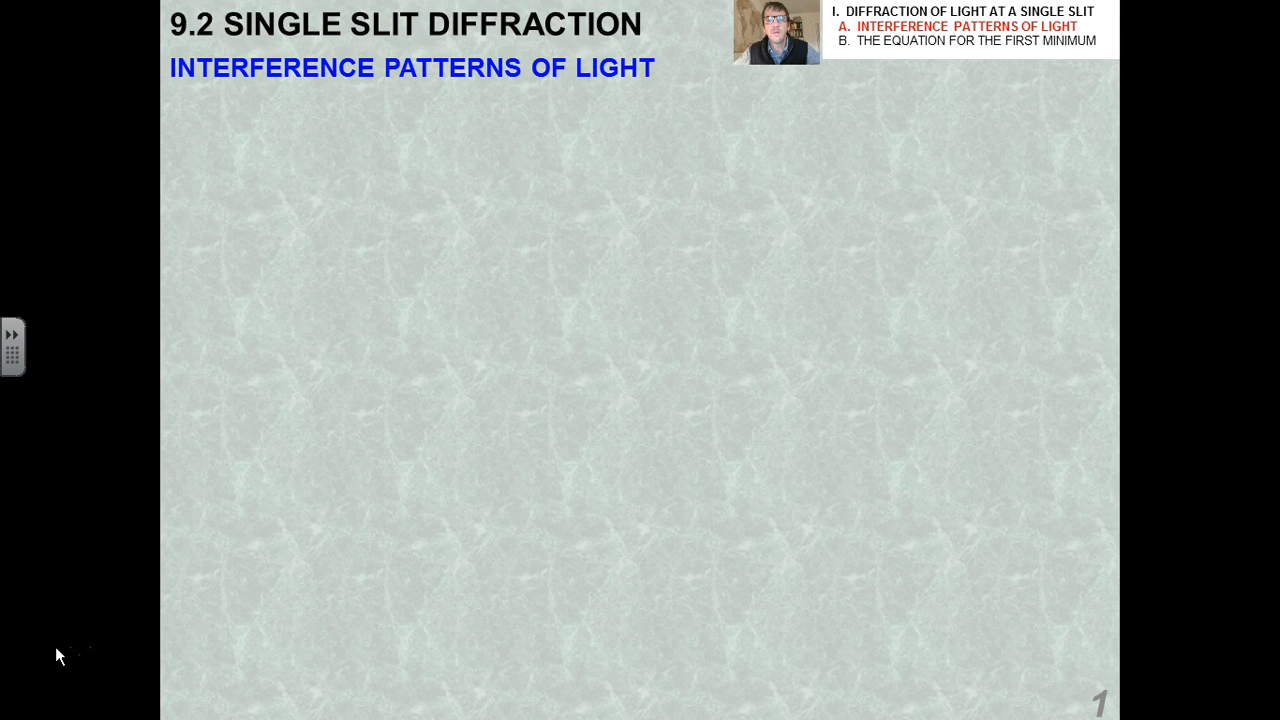 9.2 SINGLE SLIT DIFFRACTION
INTERFERENCE PATTERNS OF LIGHT
I. DIFFRACTION OF LIGHT AT A SINGLE SLIT
A. INTERFERENCE PATTERNS OF LIGHT
B. THE EQUATION FOR THE FIRST MINIMUM
1